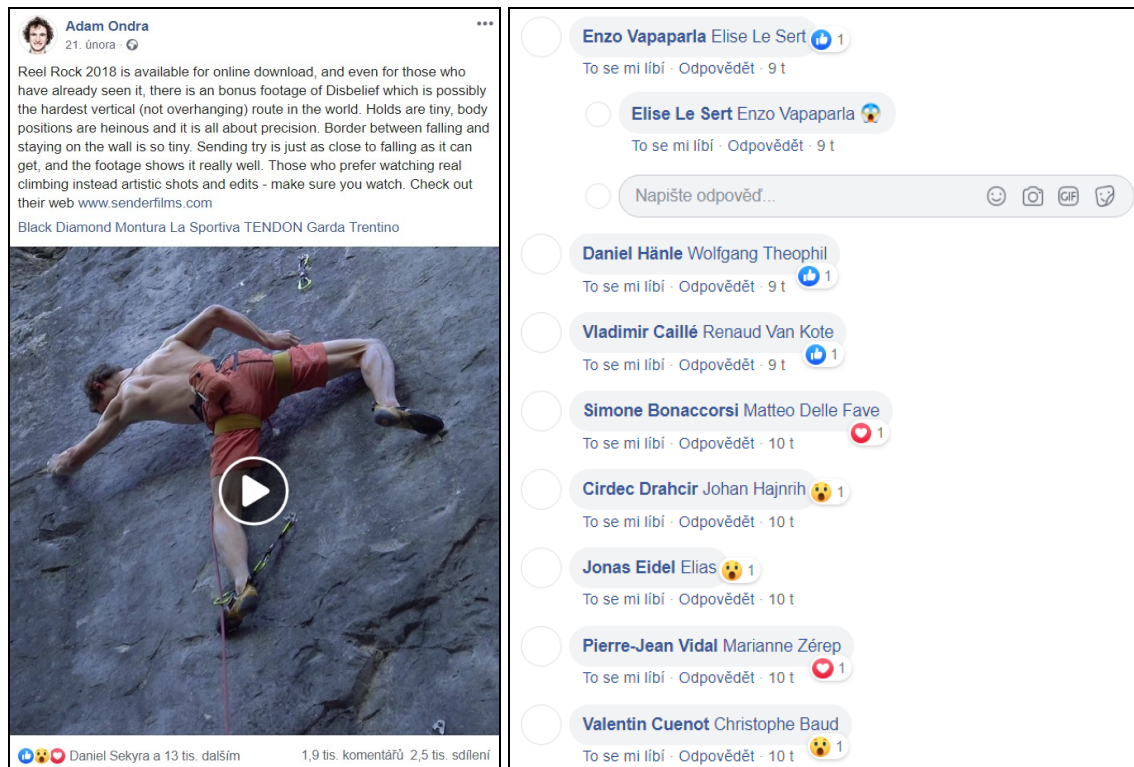 Adam Ondra
21. února ·
Reel Rock 2018 is available for online download, and even for those who
have already seen it, there is an bonus footage of Disbelief which is possibly
the hardest vertical (not overhanging) route in the world. Holds are tiny, body
positions are heinous and it is all about precision. Border between falling and
staying on the wall is so tiny. Sending try is just as close to falling as it can
get, and the footage shows it really well. Those who prefer watching real
climbing instead artistic shots and edits - make sure you watch. Check out
their web www.senderfilms.com
Black Diamond Montura La Sportiva TENDON Garda Trentino
Daniel Sekyra a 13 tis. dalším 1,9 tis. komentářů 2,5 tis. sdílení
Enzo Vapaparla Elise Le Sert 1
To se mi líbí · Odpovědět · 9 t
Elise Le Sert Enzo Vapaparla 😱
To se mi líbí · Odpovědět · 9 t
Napište odpověď... GIF
Daniel Hänle Wolfgang Theophil
1
To se mi líbí · Odpovědět · 9 t
Vladimir Caillé Renaud Van Kote
1
To se mi líbí · Odpovědět · 9 t
Simone Bonaccorsi Matteo Delle Fave
1
To se mi líbí · Odpovědět · 10 t
Cirdec Drahcir Johan Hajnrih 1
To se mi líbí · Odpovědět · 10 t
Jonas Eidel Elias 1
To se mi líbí · Odpovědět · 10 t
Pierre-Jean Vidal Marianne Zérep
1
To se mi líbí · Odpovědět · 10 t
Valentin Cuenot Christophe Baud
1
To se mi líbí · Odpovědět · 10 t